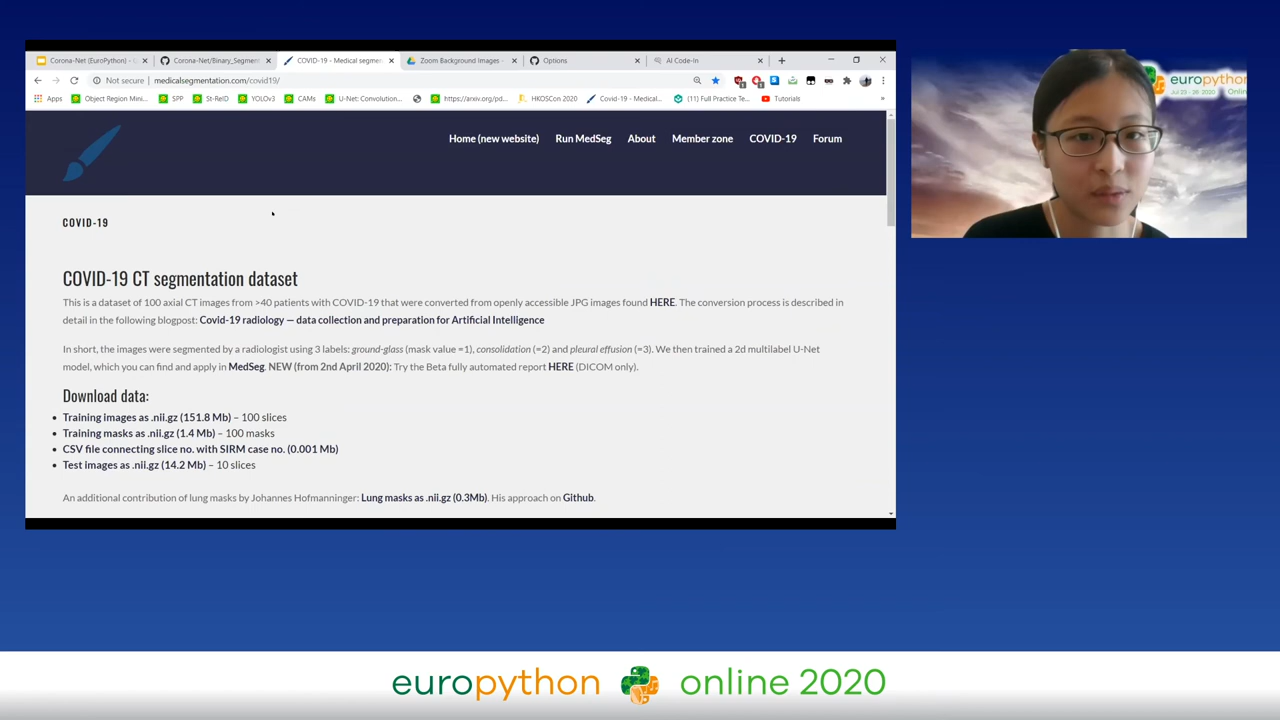 Corona-Net (EuroPython) -
Corona-Net/Binary_Segmen
COVID-19 - Medical segmen
Zoom Background Images -
Options
AI Code-In
Not secure
medicalsegmentation.com/covid19/
Apps
Object Region Mini...
SPP
St-ReID
YOLOv3
CAMs
U-Net: Convolution...
https://arxiv.org/pd...
HKOSCon 2020
Covid-19 - Medical...
(11) Full Practice Te...
Tutorials
Home (new website)
Run MedSeg
About
Member zone
COVID-19
Forum
COVID-19
COVID-19 CT segmentation dataset
This is a dataset of 100 axial CT images from >40 patients with COVID-19 that were converted from openly accessible JPG images found HERE. The conversion process is described in
detail in the following blogpost: Covid-19 radiology — data collection and preparation for Artificial Intelligence
In short, the images were segmented by a radiologist using 3 labels: ground-glass (mask value =1), consolidation (=2) and pleural effusion (=3). We then trained a 2d multilabel U-Net
model, which you can find and apply in MedSeg. NEW (from 2nd April 2020): Try the Beta fully automated report HERE (DICOM only).
Download data:
Training images as .nii.gz (151.8 Mb) – 100 slices
Training masks as .nii.gz (1.4 Mb) – 100 masks
CSV file connecting slice no. with SIRM case no. (0.001 Mb)
Test images as .nii.gz (14.2 Mb) – 10 slices
An additional contribution of lung masks by Johannes Hofmanninger: Lung masks as .nii.gz (0.3Mb). His approach on Github.
europython
Jul 23 - 26 2020
Online
europython online 2020